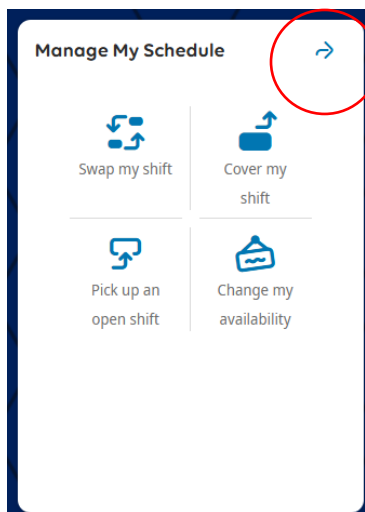 Manage My Schedule
Swap my shift
Cover my
shift
Pick up an
open shift
Change my
availability